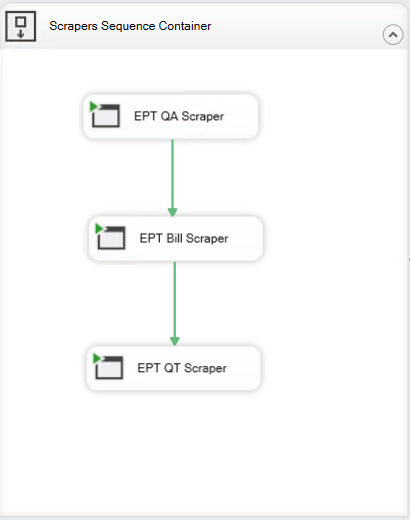 Scrapers Sequence Container
EPT QA Scraper
EPT Bill Scraper
EPT QT Scraper